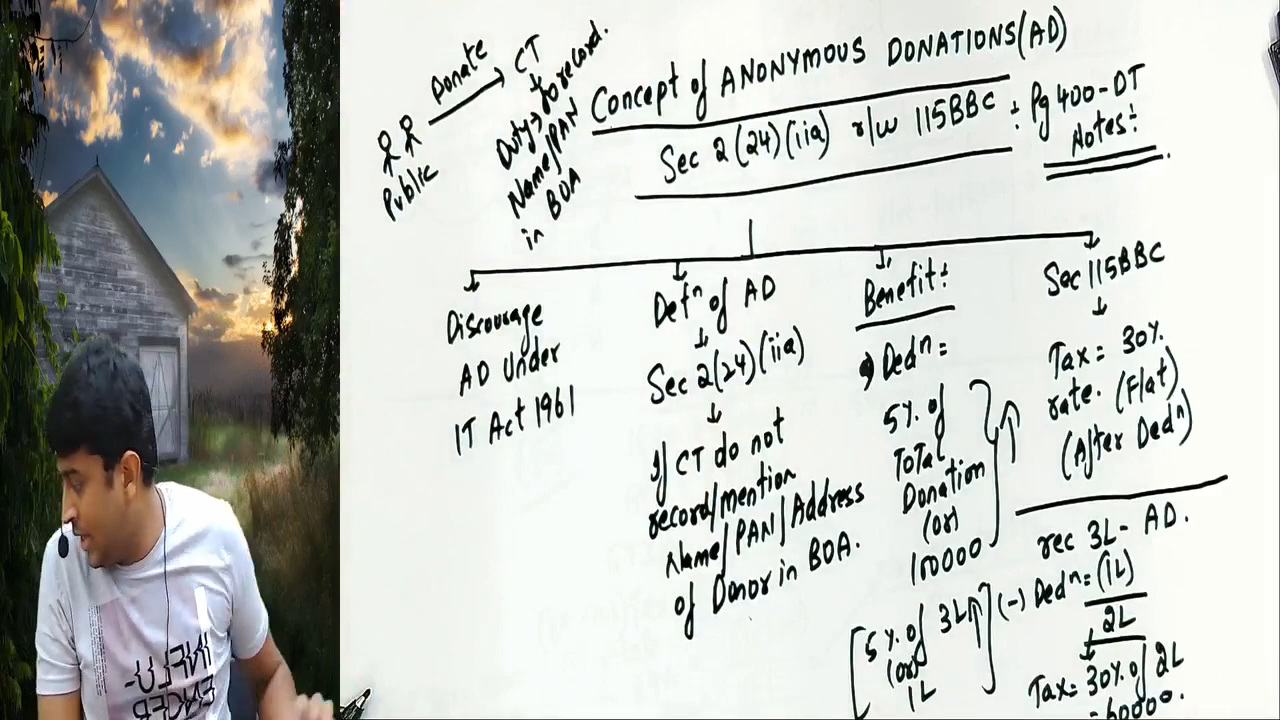 Concept of ANONYMOUS DONATIONS(AD)
Sec 2(24)(iia) r/w 115BBC :- Pg 400-DT
Notes:-
Public
Donate
CT
Duty→ to record
Name/PAN
in BOA
Discourage
AD Under
IT Act 1961
Defn of AD
Sec 2(24)(iia)
If CT do not
record/mention
Name/PAN/Address
of Donor in BOA.
Benefit:-
Dedn =
5% of
Total
Donation
(or)
100000
[5% of 3L↑]
(or)
1L
Sec 115BBC
Tax = 30%
rate. (Flat)
(After Dedn)
rec 3L- AD.
(-) Dedn = (1L)
2L
Tax= 30% of 2L
= 60000.
INFLU-
ENCER